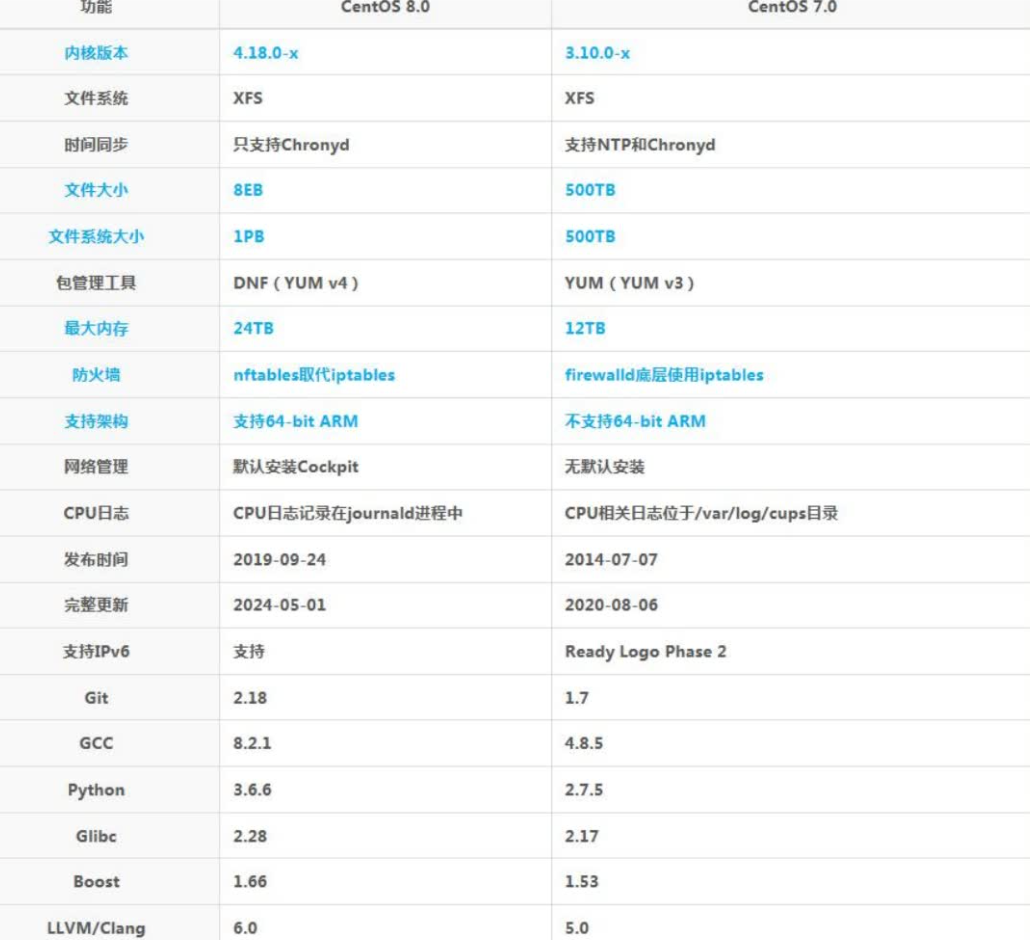 功能 CentOS 8.0 CentOS 7.0
内核版本 4.18.0-x 3.10.0-x
文件系统 XFS XFS
时间同步 只支持Chronyd 支持NTP和Chronyd
文件大小 8EB 500TB
文件系统大小 1PB 500TB
包管理工具 DNF（YUM v4） YUM（YUM v3）
最大内存 24TB 12TB
防火墙 nftables取代iptables firewalld底层使用iptables
支持架构 支持64-bit ARM 不支持64-bit ARM
网络管理 默认安装Cockpit 无默认安装
CPU日志 CPU日志记录在journald进程中 CPU相关日志位于/var/log/cups目录
发布时间 2019-09-24 2014-07-07
完整更新 2024-05-01 2020-08-06
支持IPv6 支持 Ready Logo Phase 2
Git 2.18 1.7
GCC 8.2.1 4.8.5
Python 3.6.6 2.7.5
Glibc 2.28 2.17
Boost 1.66 1.53
LLVM/Clang 6.0 5.0